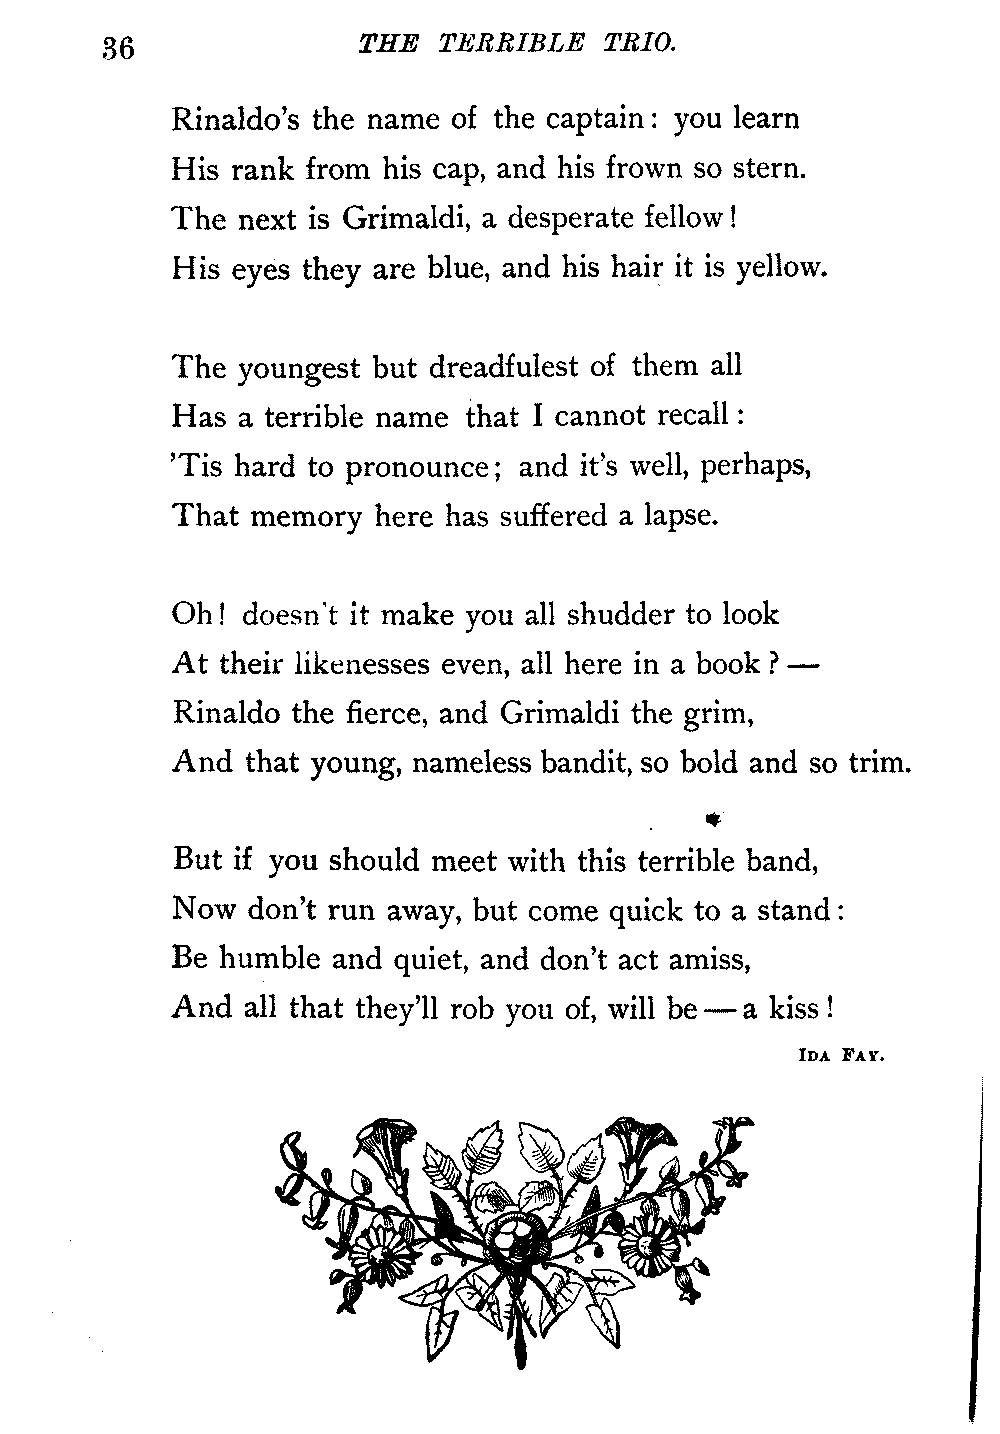 36 THE TERRIBLE TRIO.
Rinaldo's the name of the captain: you learn
His rank from his cap, and his frown so stern.
The next is Grimaldi, a desperate fellow!
His eyes they are blue, and his hair it is yellow.
The youngest but dreadfulest of them all
Has a terrible name that I cannot recall:
'Tis hard to pronounce; and it's well, perhaps,
That memory here has suffered a lapse.
Oh! doesn't it make you all shudder to look
At their likenesses even, all here in a book?—
Rinaldo the fierce, and Grimaldi the grim,
And that young, nameless bandit, so bold and so trim.
But if you should meet with this terrible band,
Now don't run away, but come quick to a stand:
Be humble and quiet, and don't act amiss,
And all that they'll rob you of, will be—a kiss!
IDA FAY.